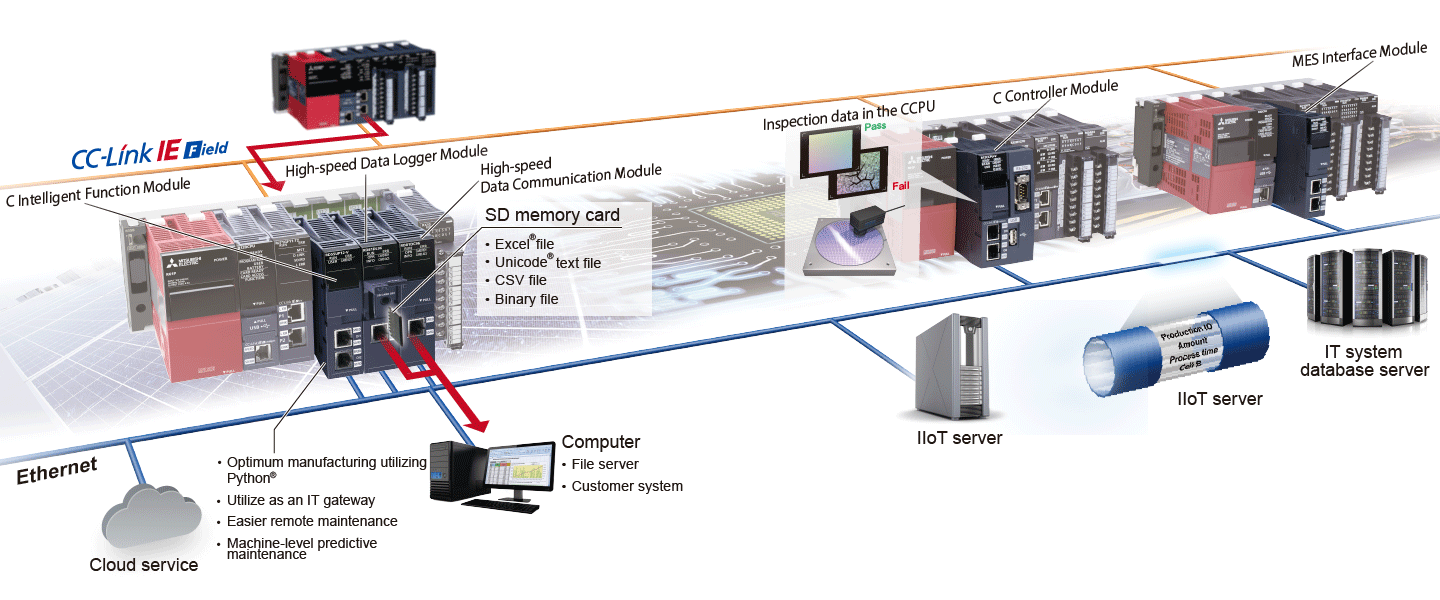 MES Interface Module
C Controller Module
Inspection data in the CCPU
Pass
Fail
CC-Link IE Field
High-speed Data Logger Module
High-speed
Data Communication Module
C Intelligent Function Module
SD memory card
• Excel® file
• Unicode® text file
• CSV file
• Binary file
MITSUBISHI
ELECTRIC
POWER
Production ID
Amount
Process time
Cell B
IT system
database server
IIoT server
IIoT server
Computer
• File server
• Customer system
Ethernet
• Optimum manufacturing utilizing
Python®
• Utilize as an IT gateway
• Easier remote maintenance
• Machine-level predictive
maintenance
Cloud service